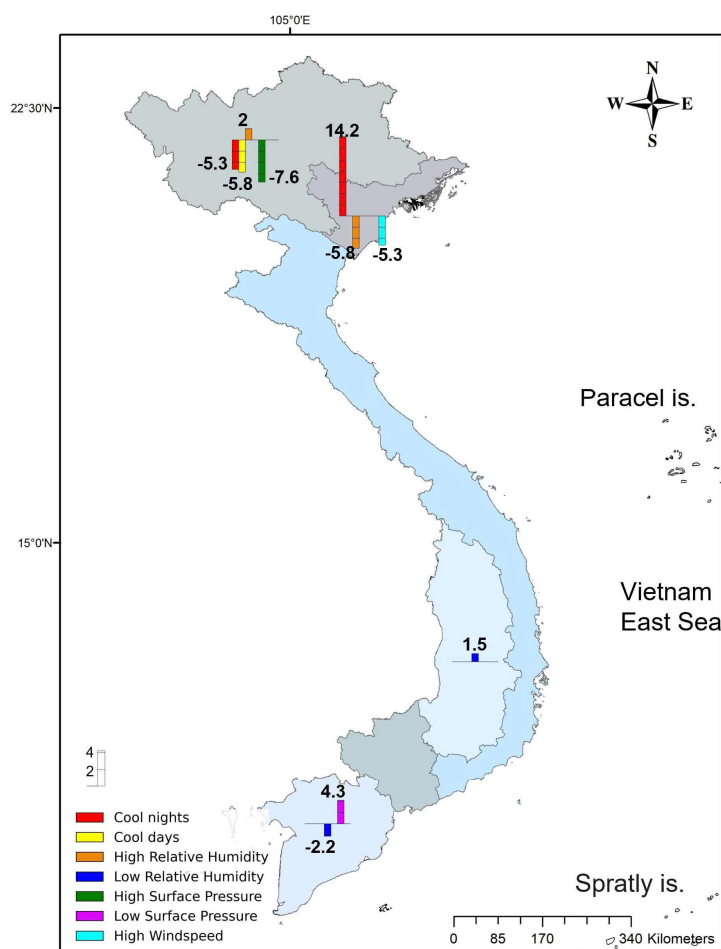 105°0'E
22°30'N
N
W E
S
2
14.2
-5.3
-5.8
-7.6
-5.8
-5.3
Paracel is.
15°0'N
Vietnam
East Sea
1.5
4
2
4.3
-2.2
Cool nights
Cool days
High Relative Humidity
Low Relative Humidity
High Surface Pressure
Low Surface Pressure
High Windspeed
Spratly is.
0 85 170 340 Kilometers